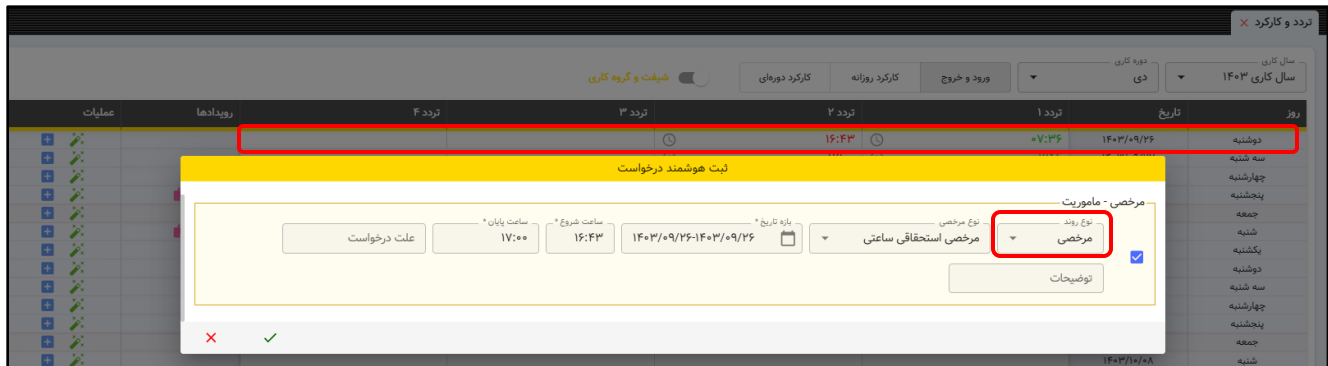 تردد و کارکرد ×
سال کاری
سال کاری ۱۴۰۳
دوره کاری
دی
ورود و خروج
کارکرد روزانه
کارکرد دوره‌ای
شیفت و گروه کاری
روز تاریخ تردد ۱ تردد ۲ تردد ۳ تردد ۴ رویدادها عملیات
دوشنبه ۱۴۰۳/۰۹/۲۶ ۰۷:۳۶ ۱۶:۴۳
سه شنبه
چهارشنبه
پنجشنبه
جمعه
شنبه
یکشنبه
دوشنبه
سه شنبه
چهارشنبه
پنجشنبه
جمعه
شنبه ۱۴۰۳/۱۰/۰۸
ثبت هوشمند درخواست
مرخصی - ماموریت
نوع روند
مرخصی
نوع مرخصی
مرخصی استحقاقی ساعتی
بازه تاریخ *
۱۴۰۳/۰۹/۲۶-۱۴۰۳/۰۹/۲۶
ساعت شروع *
۱۶:۴۳
ساعت پایان *
۱۷:۰۰
علت درخواست
توضیحات